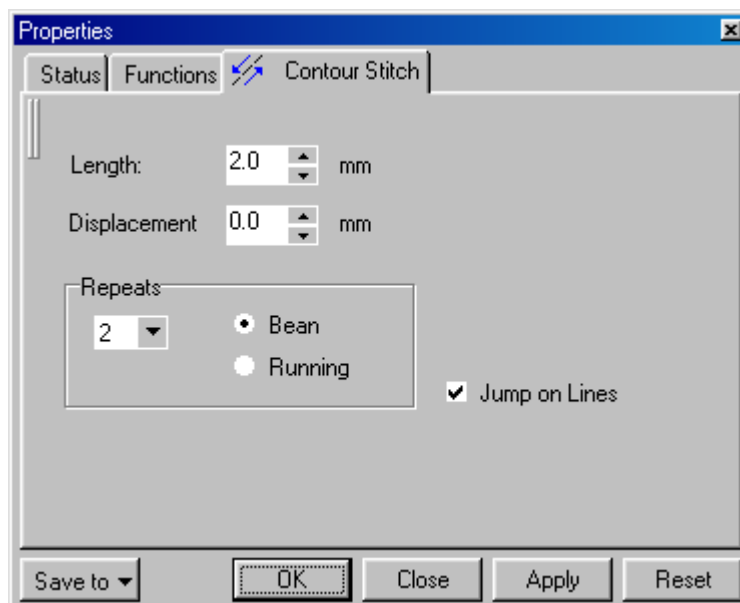 Properties
Status Functions Contour Stitch
Length: 2.0 mm
Displacement 0.0 mm
Repeats
2 Bean
Running
Jump on Lines
Save to OK Close Apply Reset